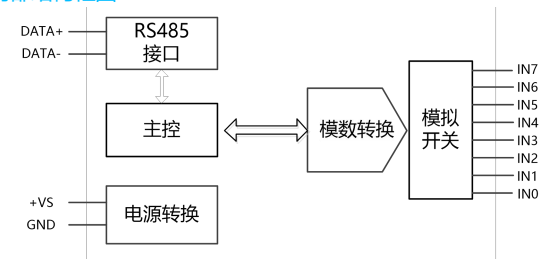 DATA+
DATA-
RS485
接口
主控
模数转换
模拟
开关
IN7
IN6
IN5
IN4
IN3
IN2
IN1
IN0
+VS
GND
电源转换